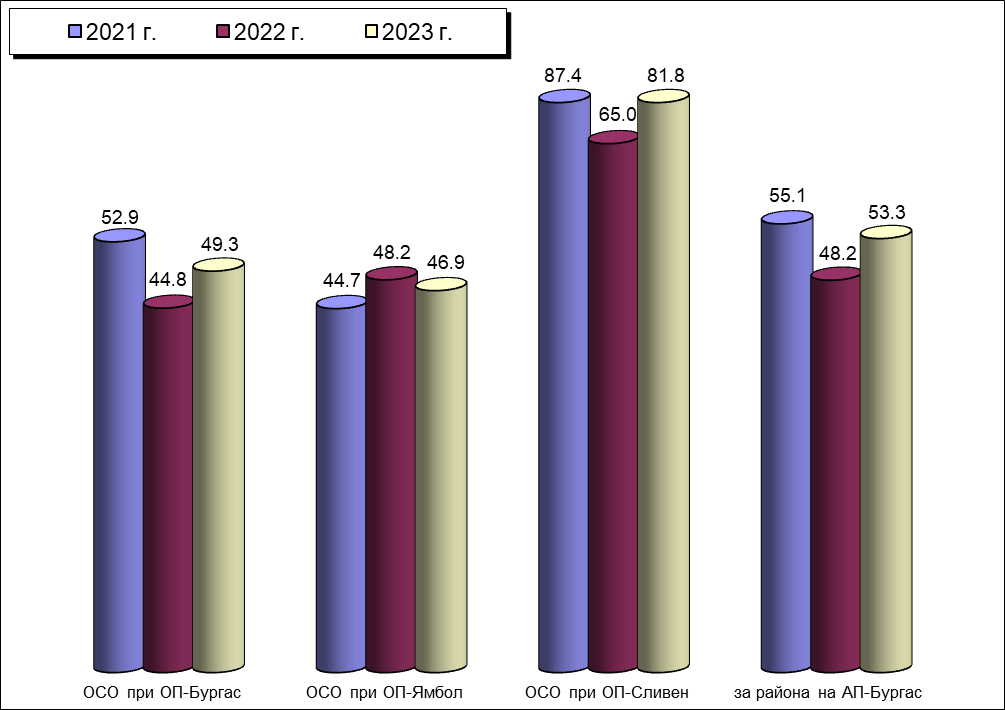 2021 г. 2022 г. 2023 г.
87.4 65.0 81.8
52.9 44.8 49.3
44.7 48.2 46.9
55.1 48.2 53.3
ОСО при ОП-Бургас ОСО при ОП-Ямбол ОСО при ОП-Сливен за района на АП-Бургас